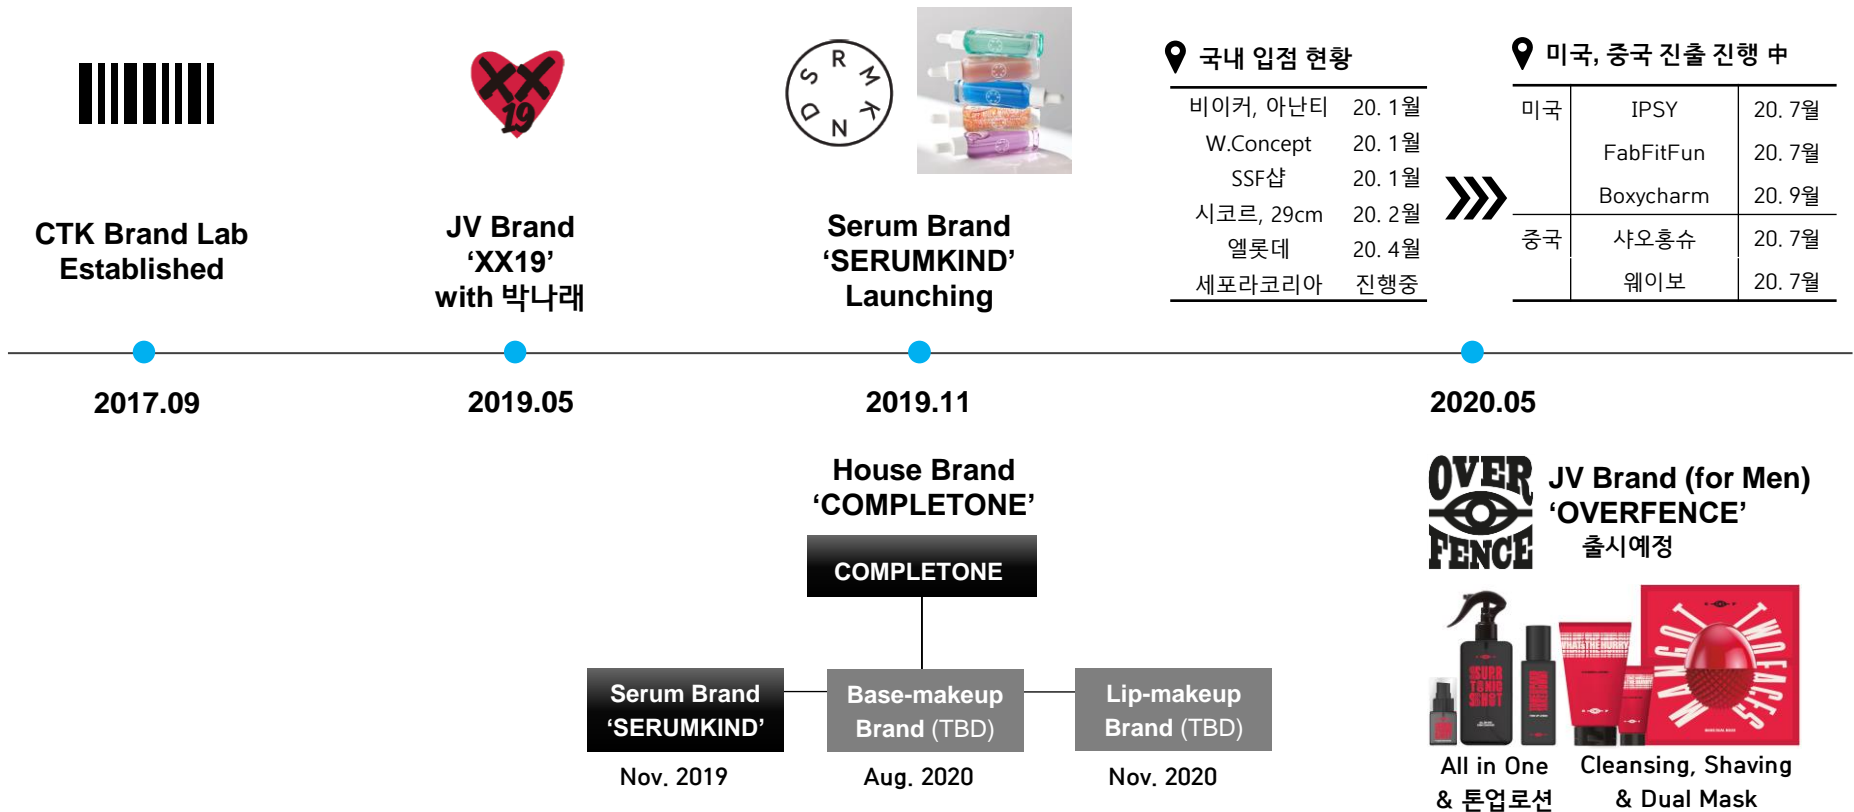 XX
19
S R M K N D
국내 입점 현황
비이커, 아난티 20. 1월
W.Concept 20. 1월
SSF샵 20. 1월
시코르, 29cm 20. 2월
엘롯데 20. 4월
세포라코리아 진행중
미국, 중국 진출 진행 中
미국 IPSY 20. 7월
FabFitFun 20. 7월
Boxycharm 20. 9월
중국 샤오홍슈 20. 7월
웨이보 20. 7월
CTK Brand Lab
Established
JV Brand
‘XX19’
with 박나래
Serum Brand
‘SERUMKIND’
Launching
2017.09
2019.05
2019.11
2020.05
House Brand
‘COMPLETONE’
COMPLETONE
Serum Brand
‘SERUMKIND’
Base-makeup
Brand (TBD)
Lip-makeup
Brand (TBD)
Nov. 2019
Aug. 2020
Nov. 2020
OVER
FENCE
JV Brand (for Men)
‘OVERFENCE’
출시예정
WHAT'S THE HURRY
MANGO TWO FACES
All in One
& 톤업로션
Cleansing, Shaving
& Dual Mask